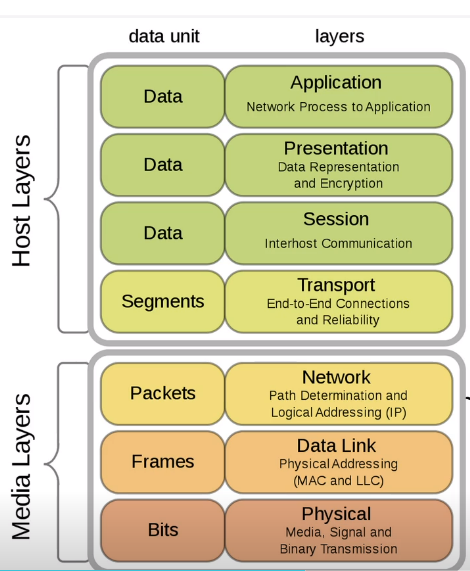 data unit
layers
Host Layers
Data
Application
Network Process to Application
Data
Presentation
Data Representation
and Encryption
Data
Session
Interhost Communication
Segments
Transport
End-to-End Connections
and Reliability
Media Layers
Packets
Network
Path Determination and
Logical Addressing (IP)
Frames
Data Link
Physical Addressing
(MAC and LLC)
Bits
Physical
Media, Signal and
Binary Transmission